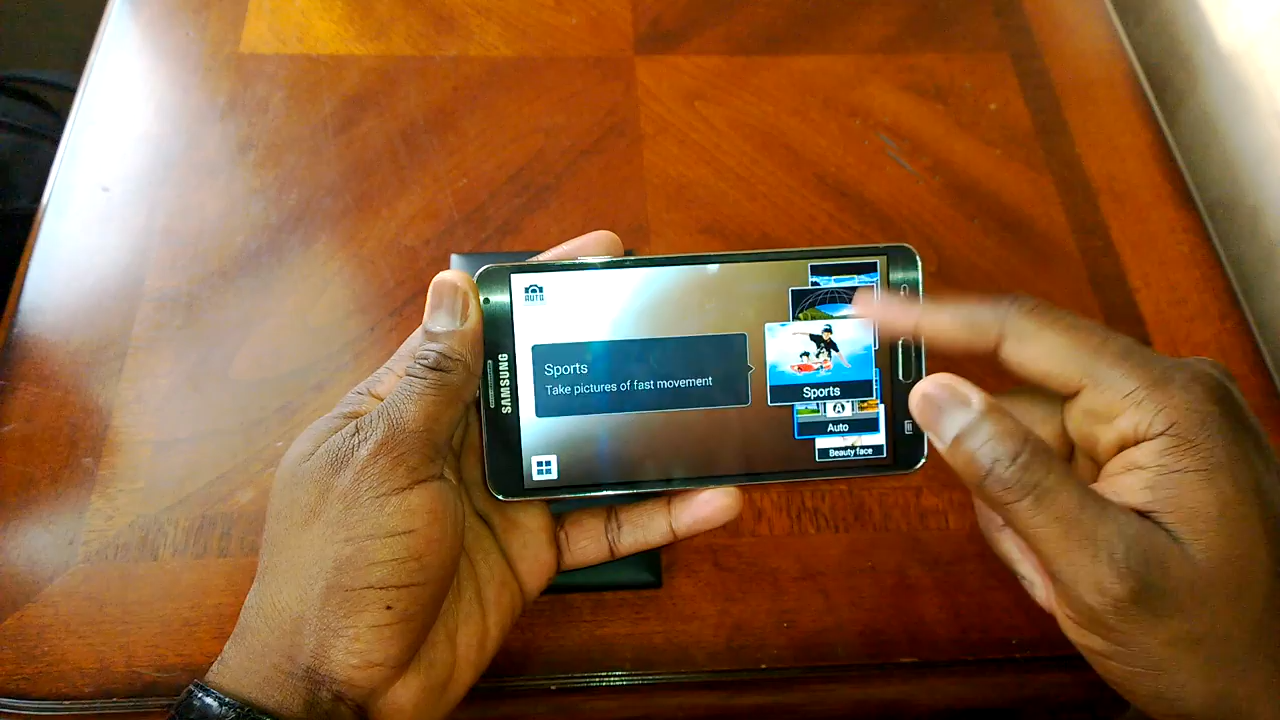 SAMSUNG
AUTO
Sports
Take pictures of fast movement
Sports
A
Auto
Beauty face